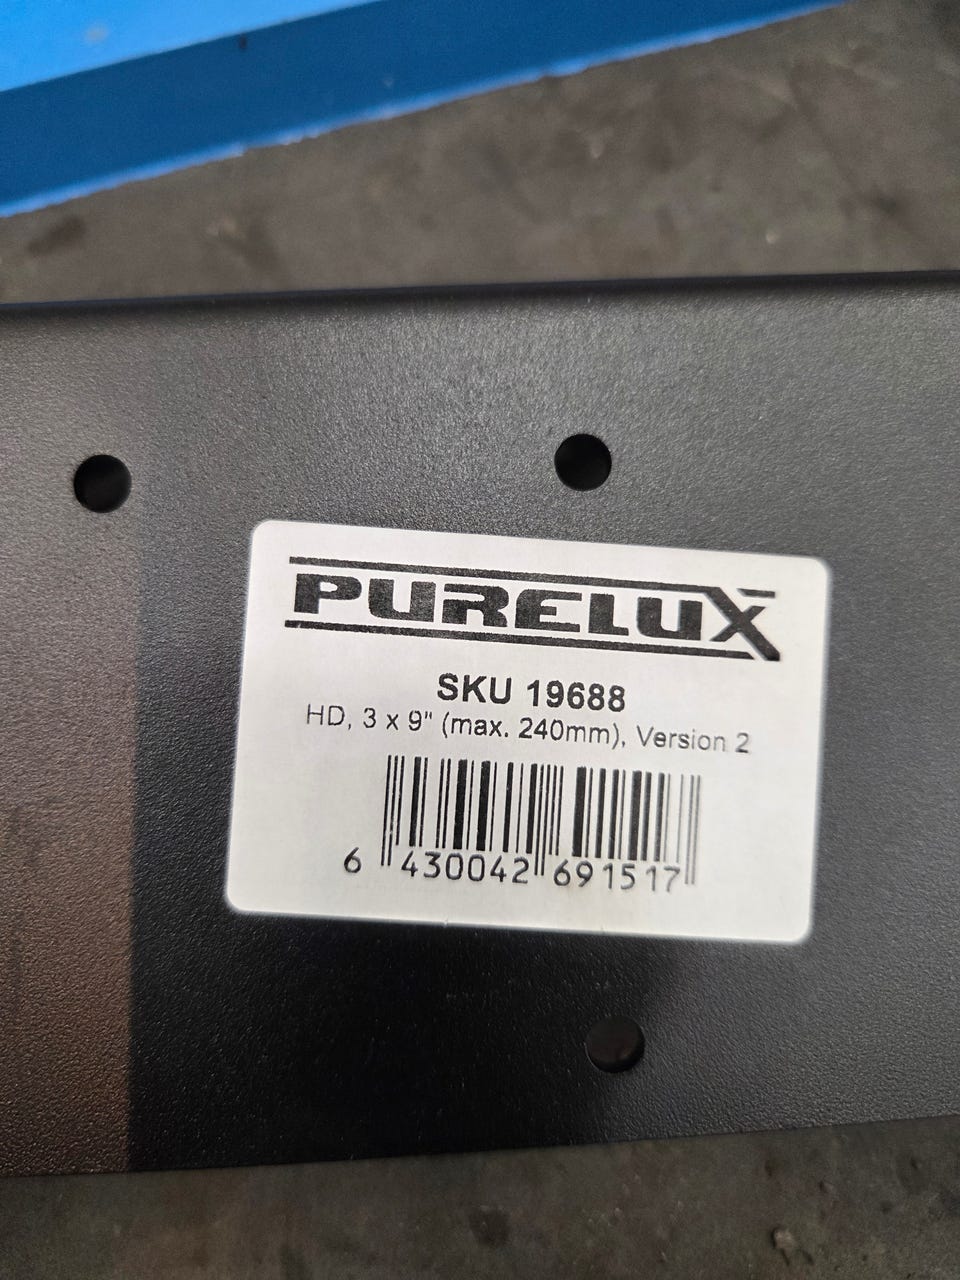 PURELUX
SKU 19688
HD, 3 x 9" (max. 240mm), Version 2
6 430042 691517